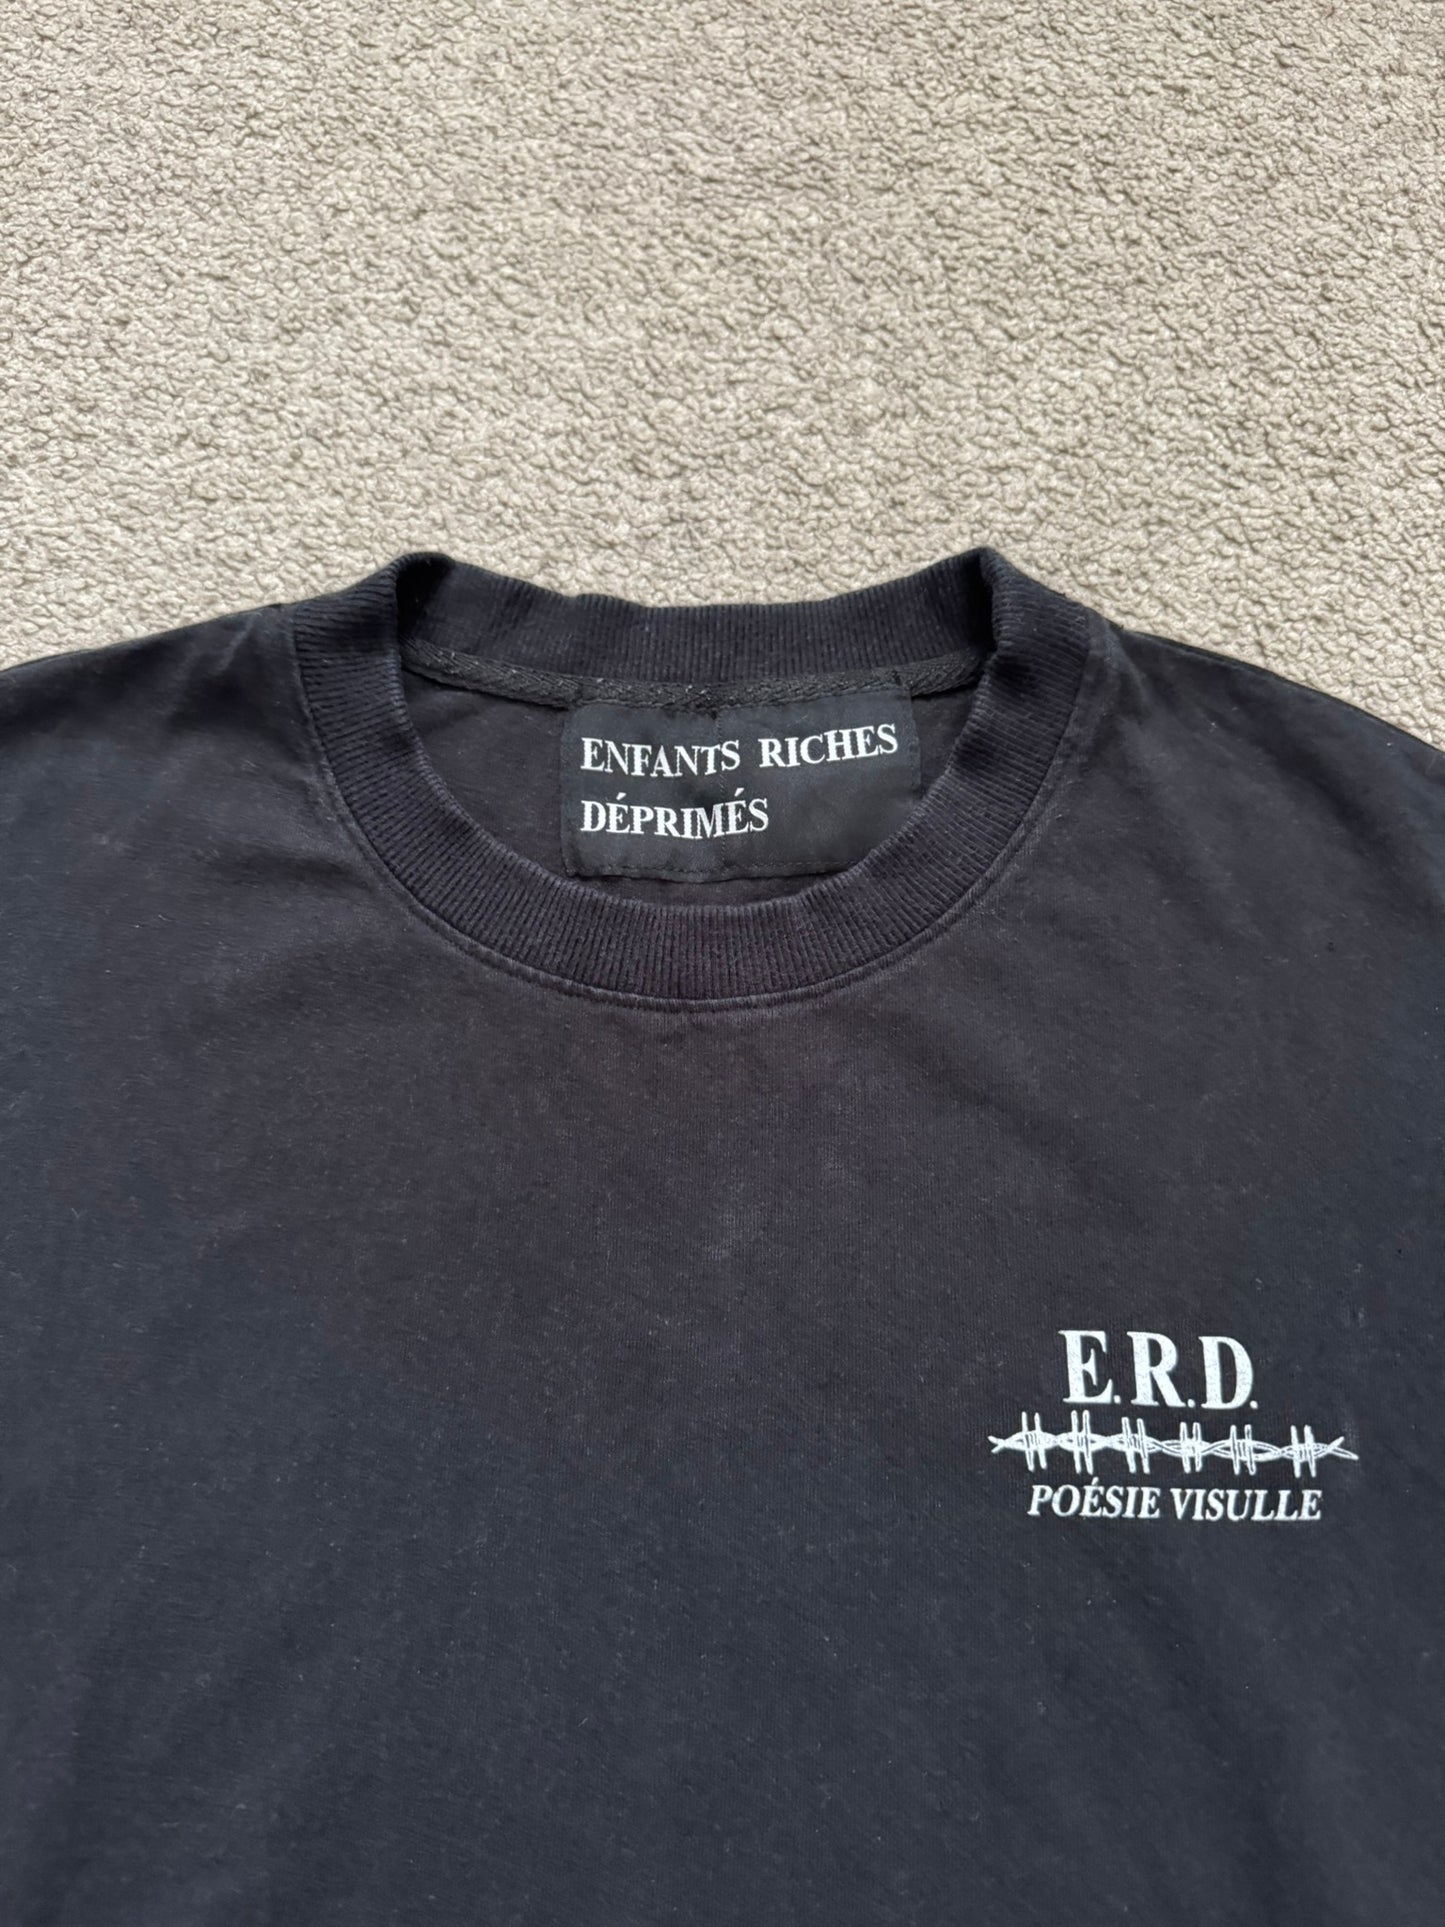 ENFANTS RICHES
DÉPRIMÉS
E.R.D.
POÉSIE VISULLE